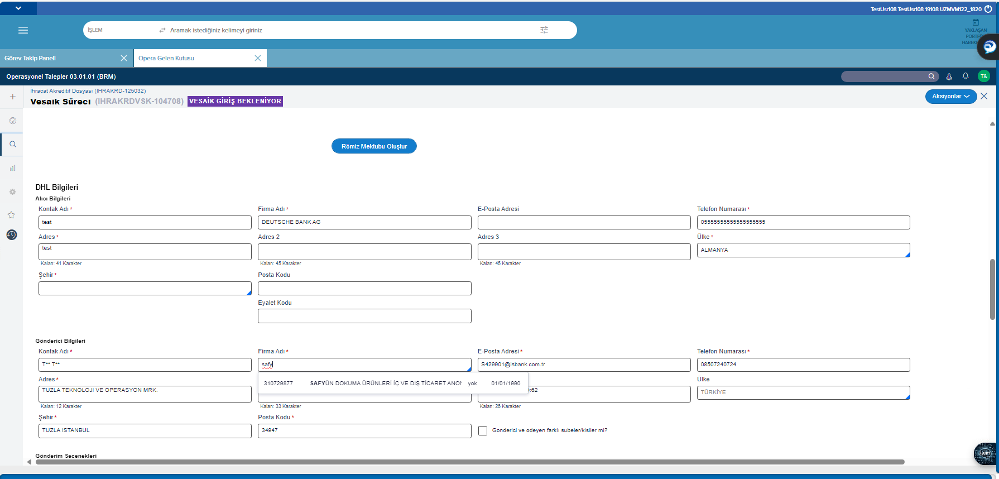 TestUsr108 TestUsr108 19108 UZMVM122_1820
İŞLEM
Aramak istediğiniz kelimeyi giriniz
YAKLAŞAN
Görev Takip Paneli
Opera Gelen Kutusu
Operasyonel Talepler 03.01.01 (BRM)
T&
İhracat Akreditif Dosyası (IHRAKRD-125032)
Vesaik Süreci (IHRAKRDVSK-104708) VESAİK GİRİŞ BEKLENİYOR
Aksiyonlar
Römiz Mektubu Oluştur
DHL Bilgileri
Alıcı Bilgileri
Kontak Adı * Firma Adı * E-Posta Adresi Telefon Numarası *
test DEUTSCHE BANK AG 05555555555555555555
Adres * Adres 2 Adres 3 Ülke *
test ALMANYA
Kalan: 41 Karakter Kalan: 45 Karakter Kalan: 45 Karakter
Şehir * Posta Kodu
Eyalet Kodu
Gönderici Bilgileri
Kontak Adı * Firma Adı * E-Posta Adresi * Telefon Numarası *
T** T** safy S429901@isbank.com.tr 08507240724
Adres * Ülke
310729877 SAFYÜN DOKUMA ÜRÜNLERİ İÇ VE DIŞ TİCARET yok 01/01/1990
TUZLA TEKNOLOJI VE OPERASYON MRK. :62 TÜRKİYE
Kalan: 12 Karakter Kalan: 33 Karakter Kalan: 26 Karakter
Şehir * Posta Kodu *
TUZLA ISTANBUL 34947 Gonderici ve odeyen farklı subeler/kisiler mi?
Gönderim Secenekleri